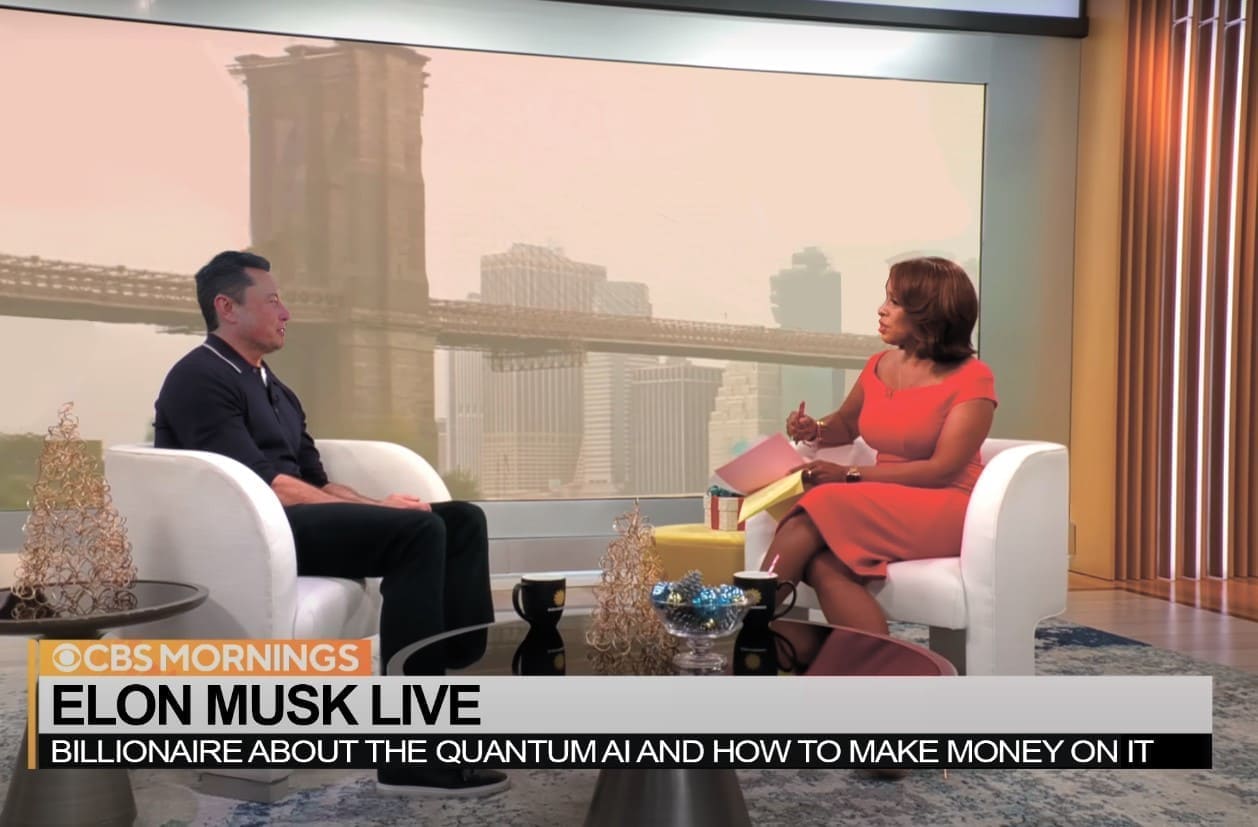 CBS MORNINGS
ELON MUSK LIVE
BILLIONAIRE ABOUT THE QUANTUM AI AND HOW TO MAKE MONEY ON IT